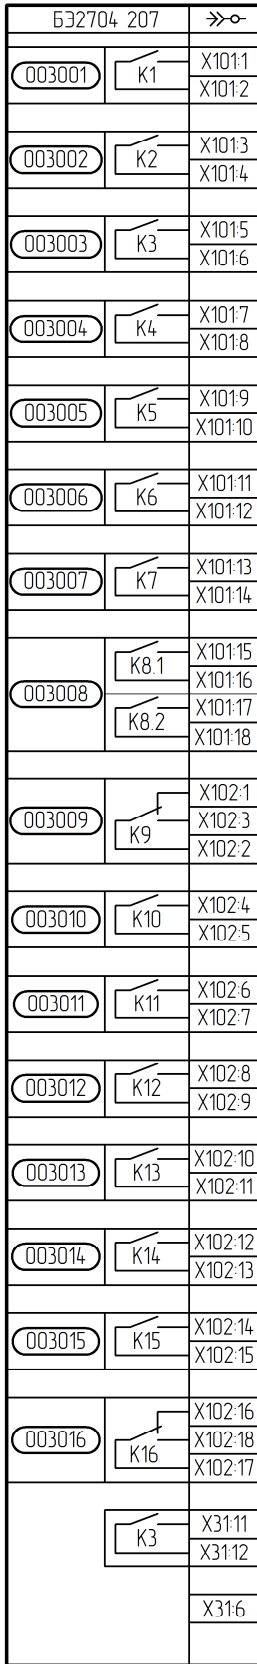 БЭ2704 207
003001 K1 X101:1
X101:2
003002 K2 X101:3
X101:4
003003 K3 X101:5
X101:6
003004 K4 X101:7
X101:8
003005 K5 X101:9
X101:10
003006 K6 X101:11
X101:12
003007 K7 X101:13
X101:14
003008 K8.1 X101:15
X101:16
K8.2 X101:17
X101:18
003009 K9 X102:1
X102:3
X102:2
003010 K10 X102:4
X102:5
003011 K11 X102:6
X102:7
003012 K12 X102:8
X102:9
003013 K13 X102:10
X102:11
003014 K14 X102:12
X102:13
003015 K15 X102:14
X102:15
003016 K16 X102:16
X102:18
X102:17
K3 X31:11
X31:12
X31:6